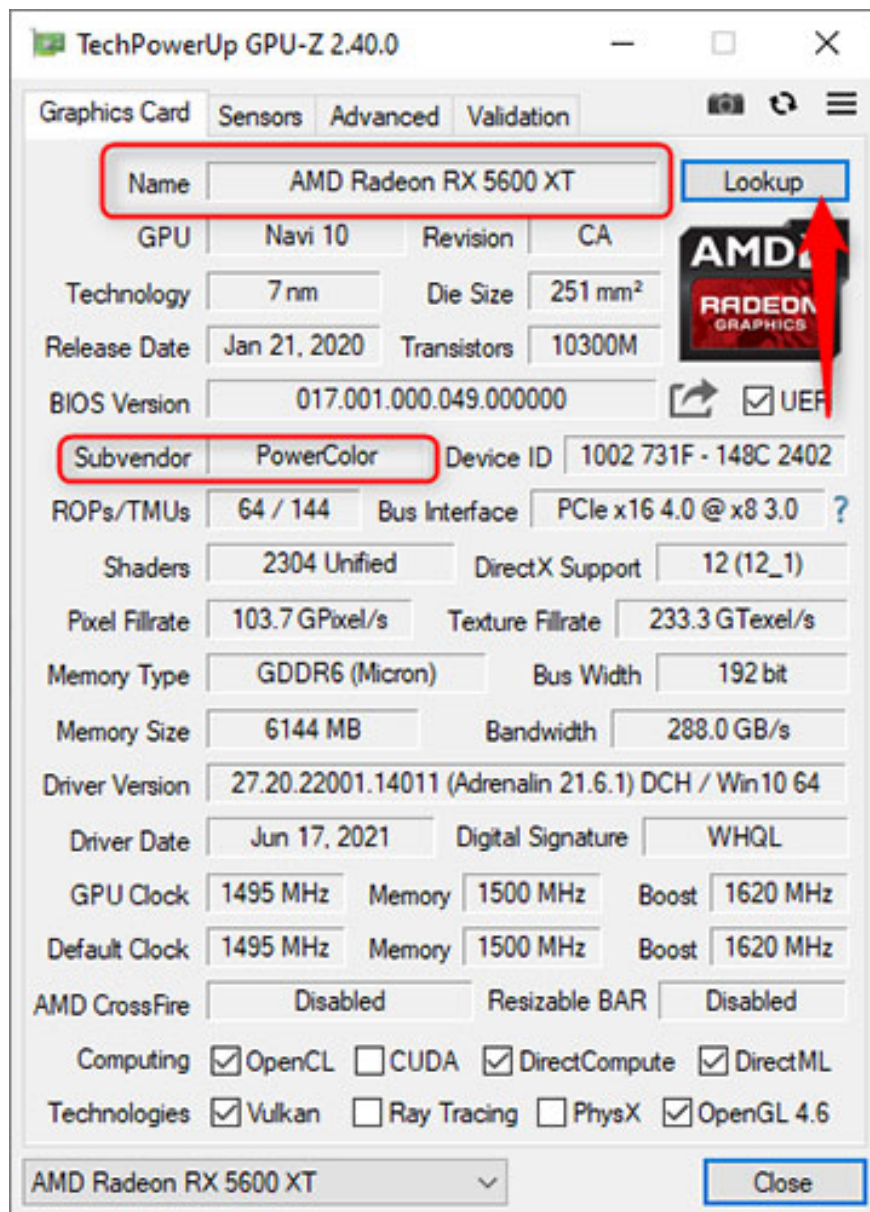 TechPowerUp GPU-Z 2.40.0
Graphics Card Sensors Advanced Validation
Name AMD Radeon RX 5600 XT Lookup
GPU Navi 10 Revision CA
AMD
RADEON
GRAPHICS
Technology 7 nm Die Size 251 mm²
Release Date Jan 21, 2020 Transistors 10300M
BIOS Version 017.001.000.049.000000
Subvendor PowerColor Device ID 1002 731F - 148C 2402
ROPs/TMUs 64 / 144 Bus Interface PCIe x16 4.0 @ x8 3.0 ?
Shaders 2304 Unified DirectX Support 12 (12_1)
Pixel Fillrate 103.7 GPixel/s Texture Fillrate 233.3 GTexel/s
Memory Type GDDR6 (Micron) Bus Width 192 bit
Memory Size 6144 MB Bandwidth 288.0 GB/s
Driver Version 27.20.22001.14011 (Adrenalin 21.6.1) DCH / Win10 64
Driver Date Jun 17, 2021 Digital Signature WHQL
GPU Clock 1495 MHz Memory 1500 MHz Boost 1620 MHz
Default Clock 1495 MHz Memory 1500 MHz Boost 1620 MHz
AMD CrossFire Disabled Resizable BAR Disabled
Computing OpenCL CUDA DirectCompute DirectML
Technologies Vulkan Ray Tracing PhysX OpenGL 4.6
AMD Radeon RX 5600 XT Close